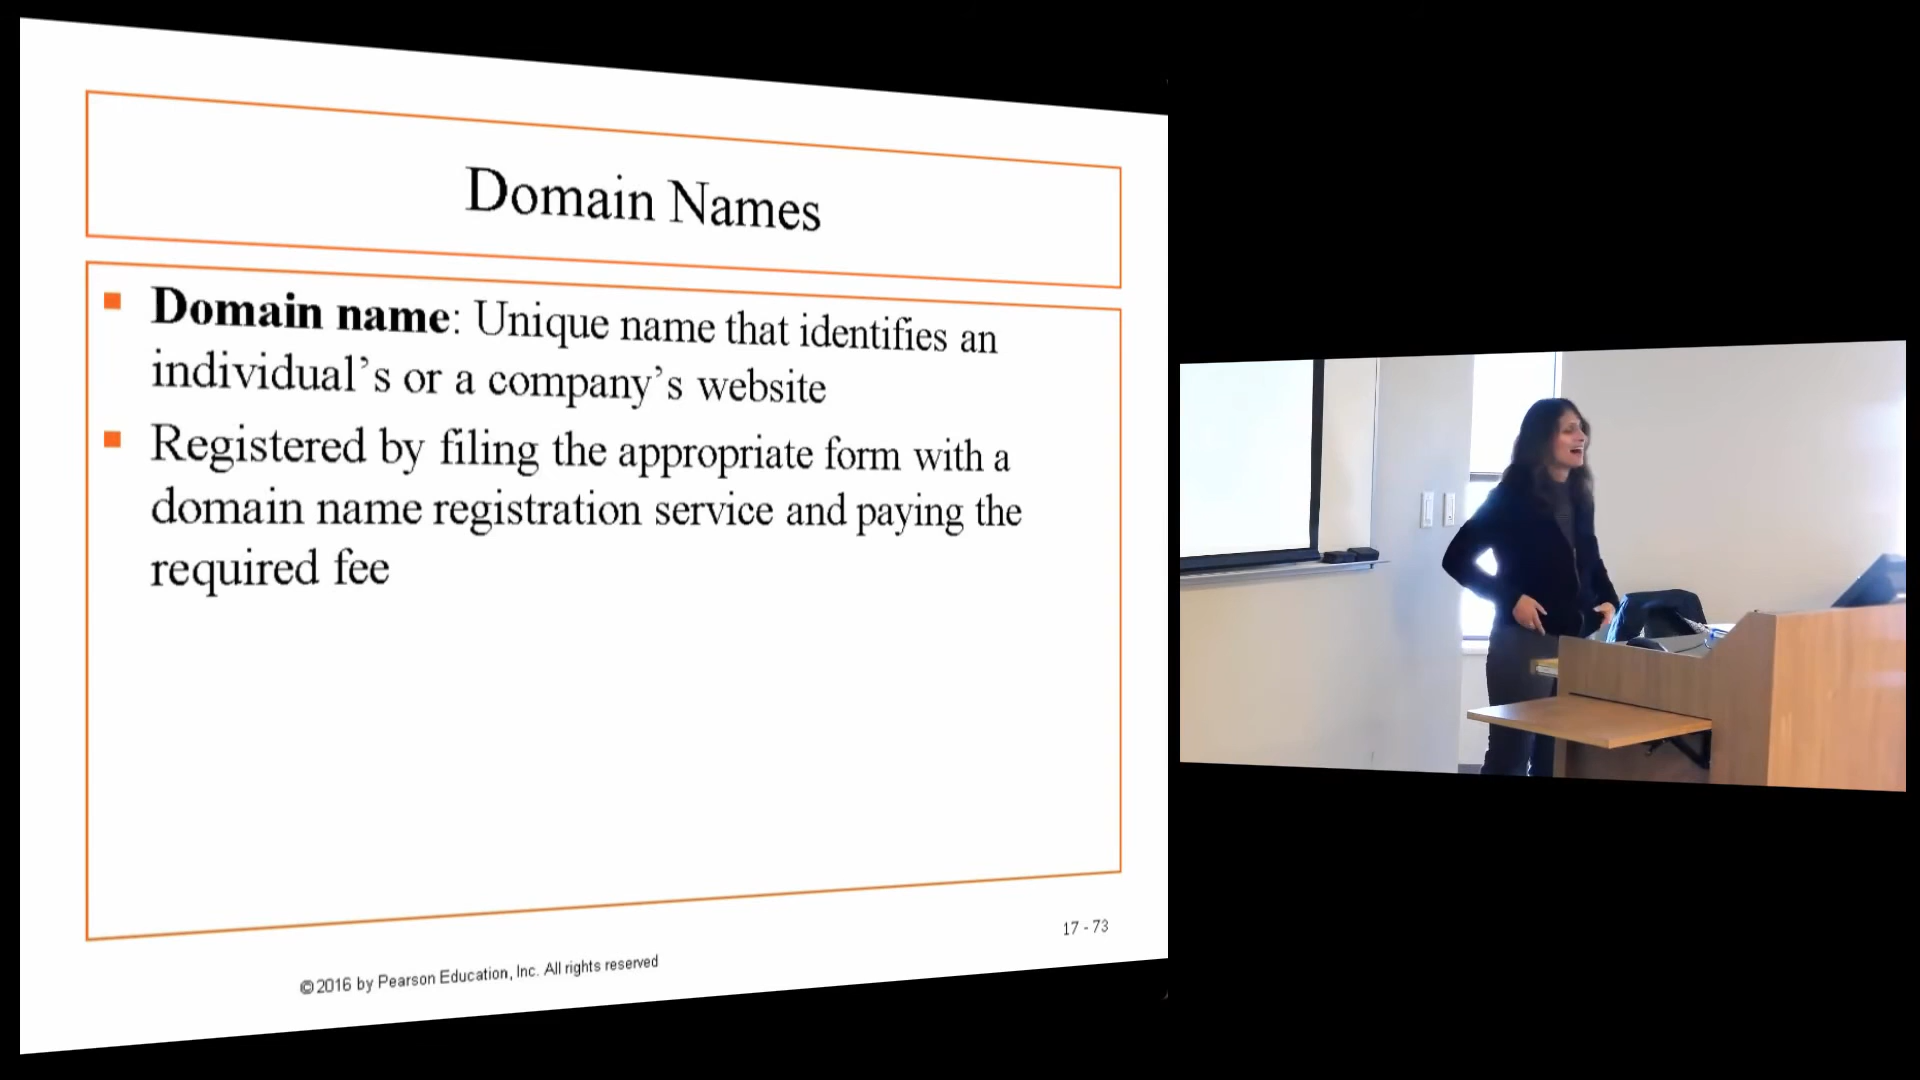 Domain Names
Domain name: Unique name that identifies an
individual’s or a company’s website
Registered by filing the appropriate form with a
domain name registration service and paying the
required fee
17 - 73
©2016 by Pearson Education, Inc. All rights reserved